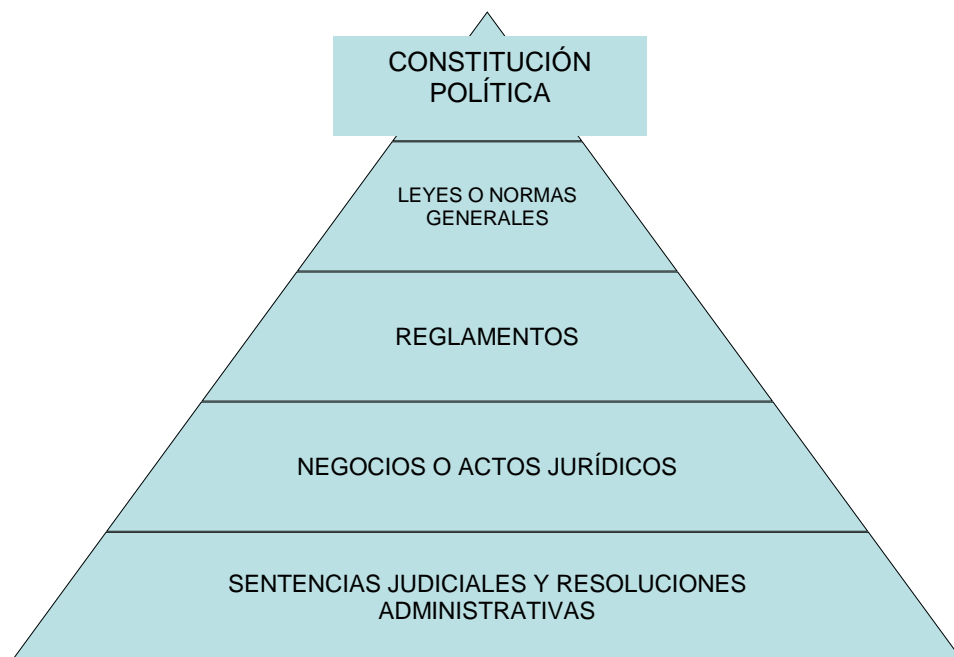 CONSTITUCIÓN
POLÍTICA
LEYES O NORMAS
GENERALES
REGLAMENTOS
NEGOCIOS O ACTOS JURÍDICOS
SENTENCIAS JUDICIALES Y RESOLUCIONES
ADMINISTRATIVAS